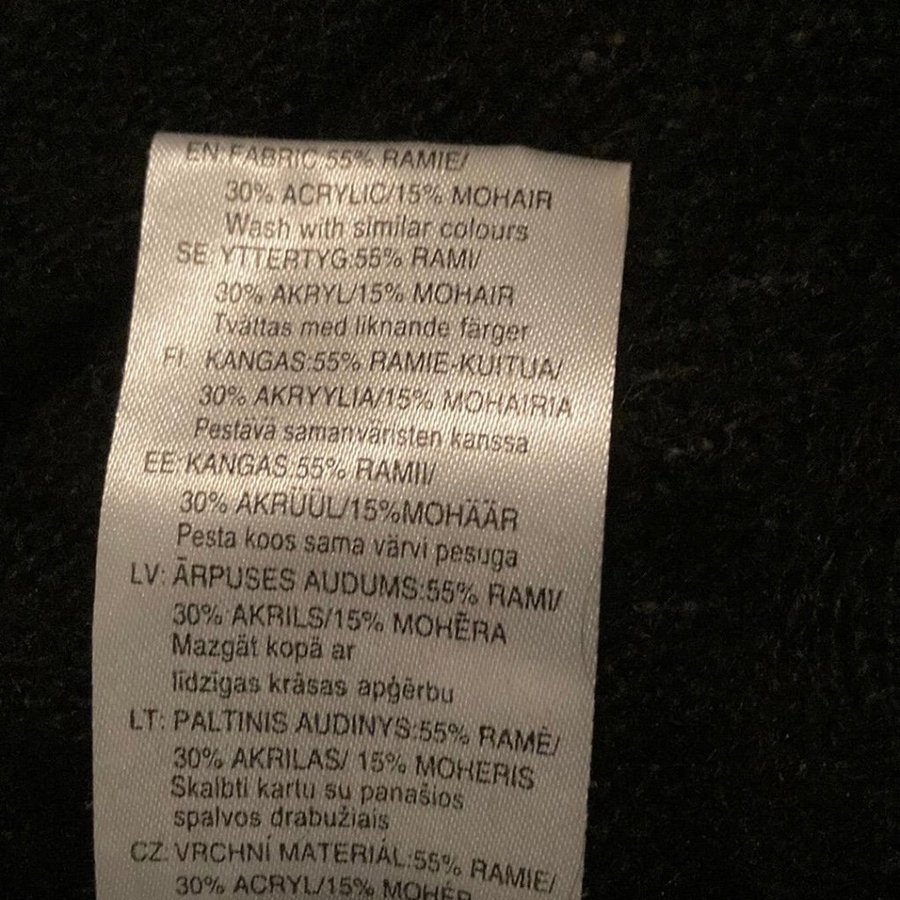 EN:FABRIC:55% RAMIE/
30% ACRYLIC/15% MOHAIR
Wash with similar colours
SE: YTTERTYG:55% RAMI/
30% AKRYL/15% MOHAIR
Tvättas med liknande färger
FI: KANGAS:55% RAMIE-KUITUA/
30% AKRYYLIA/15% MOHAIRIA
Pestävä samanväristen kanssa
EE: KANGAS:55% RAMII/
30% AKRÜÜL/15%MOHÄÄR
Pesta koos sama värvi pesuga
LV: ĀRPUSES AUDUMS:55% RAMI/
30% AKRILS/15% MOHĒRA
Mazgāt kopā ar
līdzīgas krāsas apģērbu
LT: PALTINIS AUDINYS:55% RAMĖ/
30% AKRILAS/ 15% MOHERIS
Skalbti kartu su panašios
spalvos drabužiais
CZ: VRCHNÍ MATERIÁL:55% RAMIE/
30% ACRYL/15% MOHÉR